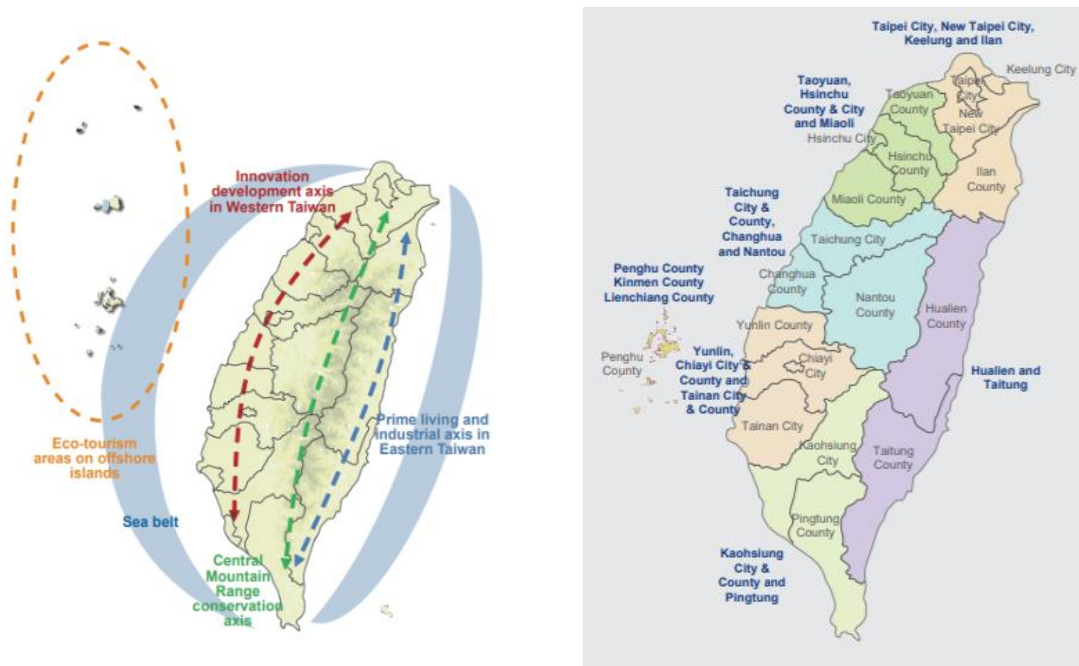 Innovation
development axis
in Western Taiwan
Prime living and
industrial axis in
Eastern Taiwan
Eco-tourism
areas on offshore
islands
Sea belt
Central
Mountain
Range
conservation
axis
Taipei City, New Taipei City,
Keelung and Ilan
Keelung City
Taipei
City
New
Taipei City
Taoyuan,
Hsinchu
County & City
and Miaoli
Taoyuan
County
Hsinchu City
Hsinchu
County
Ilan
County
Miaoli County
Taichung
City &
County,
Changhua
and Nantou
Taichung City
Changhua
County
Nantou
County
Hualien
County
Penghu County
Kinmen County
Lienchiang County
Penghu
County
Yunlin County
Yunlin,
Chiayi City &
County and
Tainan City
& County
Chiayi
City
Hualien and
Taitung
Tainan City
Kaohsiung
City
Taitung
County
Pingtung
County
Kaohsiung
City &
County and
Pingtung